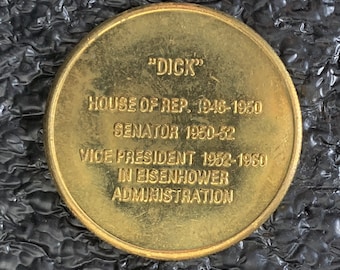 "DICK"
HOUSE OF REP. 1946-1950
SENATOR 1950-52
VICE PRESIDENT 1952-1960
IN EISENHOWER
ADMINISTRATION